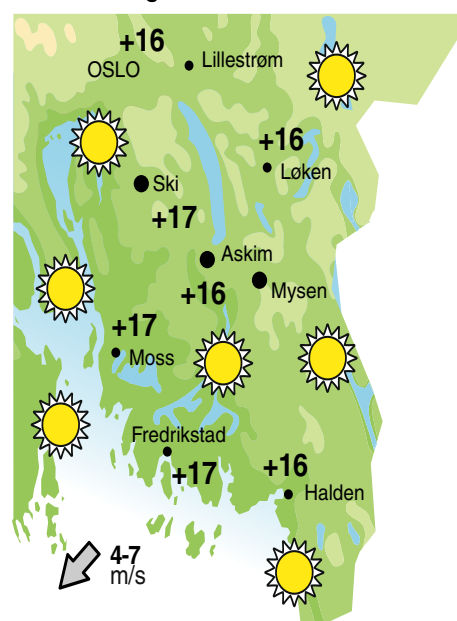 +16
OSLO
Lillestrøm
+16
Løken
Ski
+17
Askim
+16
Mysen
+17
Moss
Fredrikstad
+17
+16
Halden
4-7
m/s